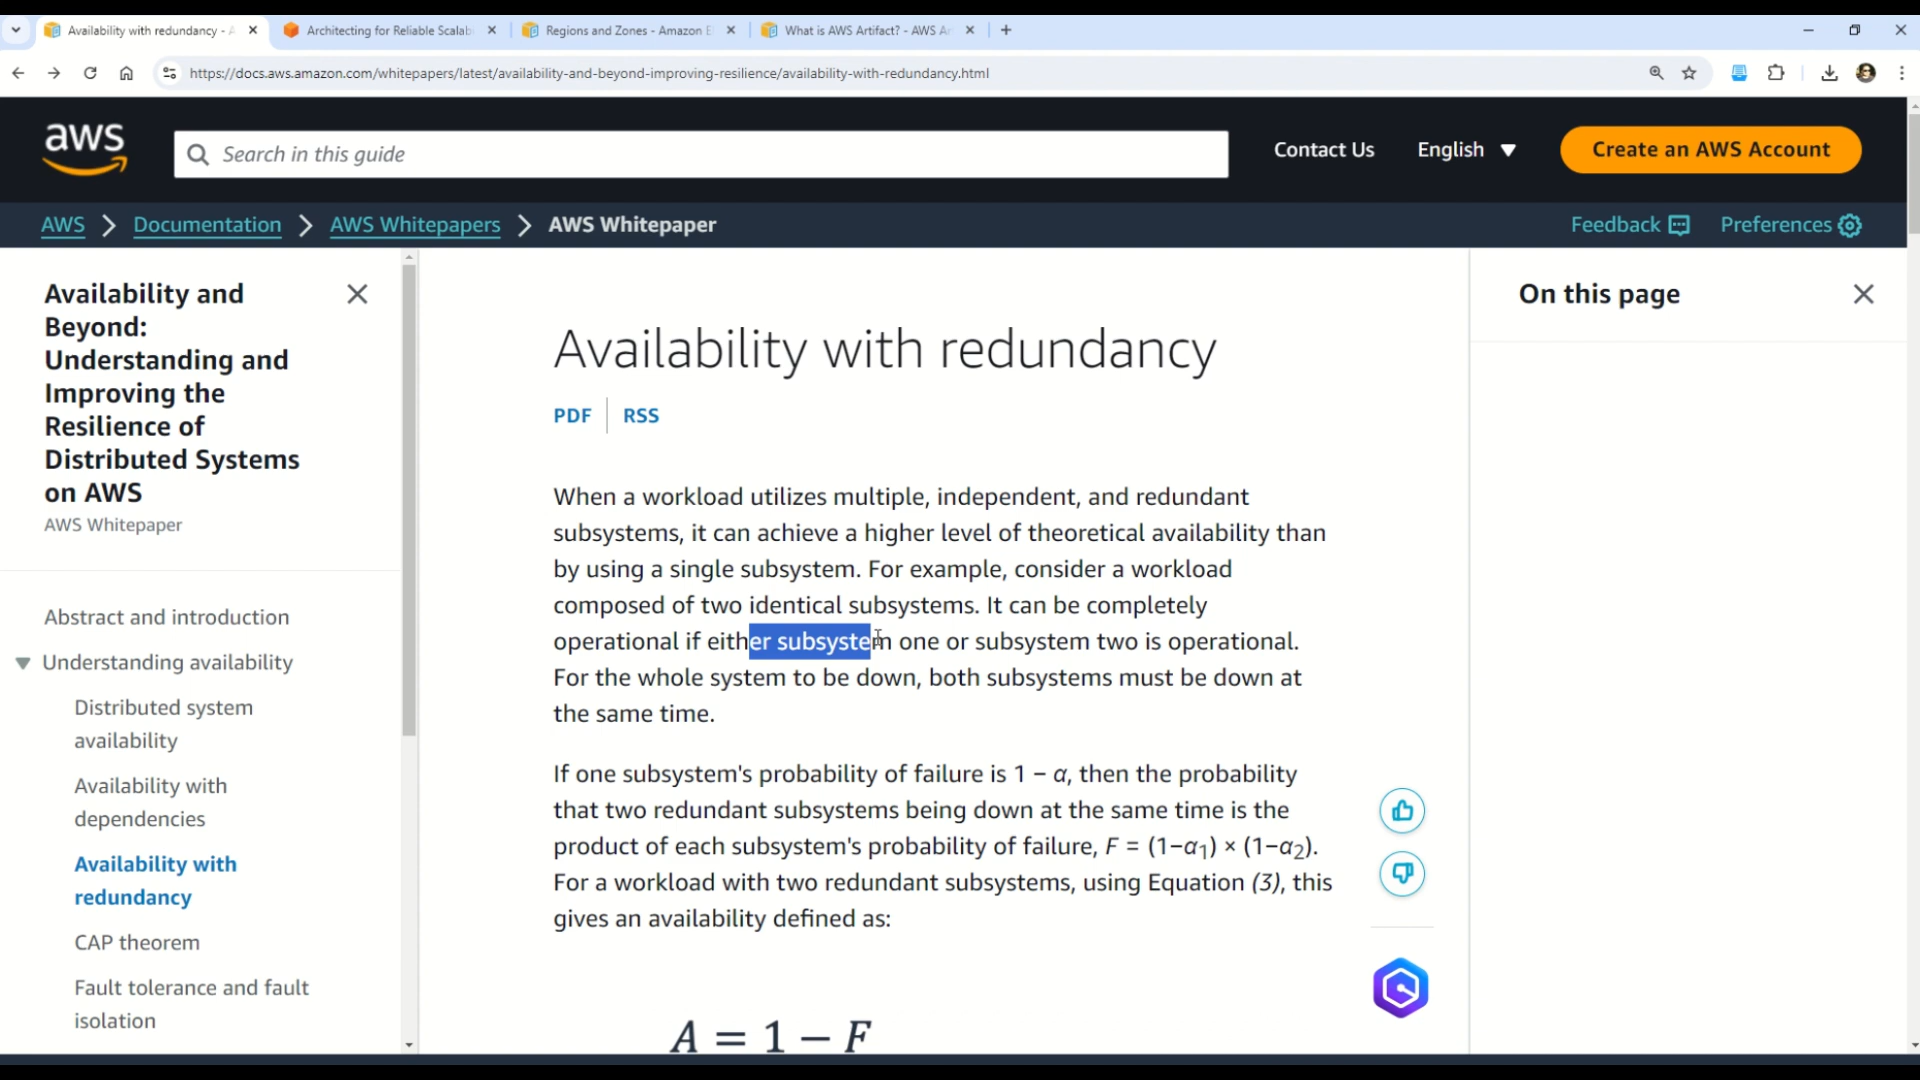 Availability with redundancy - A
Architecting for Reliable Scalab
Regions and Zones - Amazon E
What is AWS Artifact? - AWS Ar
https://docs.aws.amazon.com/whitepapers/latest/availability-and-beyond-improving-resilience/availability-with-redundancy.html
aws
Search in this guide
Contact Us
English
Create an AWS Account
AWS
Documentation
AWS Whitepapers
AWS Whitepaper
Feedback
Preferences
Availability and
Beyond:
Understanding and
Improving the
Resilience of
Distributed Systems
on AWS
AWS Whitepaper
Abstract and introduction
Understanding availability
Distributed system
availability
Availability with
dependencies
Availability with
redundancy
CAP theorem
Fault tolerance and fault
isolation
Availability with redundancy
PDF
RSS
When a workload utilizes multiple, independent, and redundant
subsystems, it can achieve a higher level of theoretical availability than
by using a single subsystem. For example, consider a workload
composed of two identical subsystems. It can be completely
operational if either subsystem one or subsystem two is operational.
For the whole system to be down, both subsystems must be down at
the same time.
If one subsystem's probability of failure is 1 − α, then the probability
that two redundant subsystems being down at the same time is the
product of each subsystem's probability of failure, F = (1−α₁) × (1−α₂).
For a workload with two redundant subsystems, using Equation (3), this
gives an availability defined as:
A = 1 − F
On this page